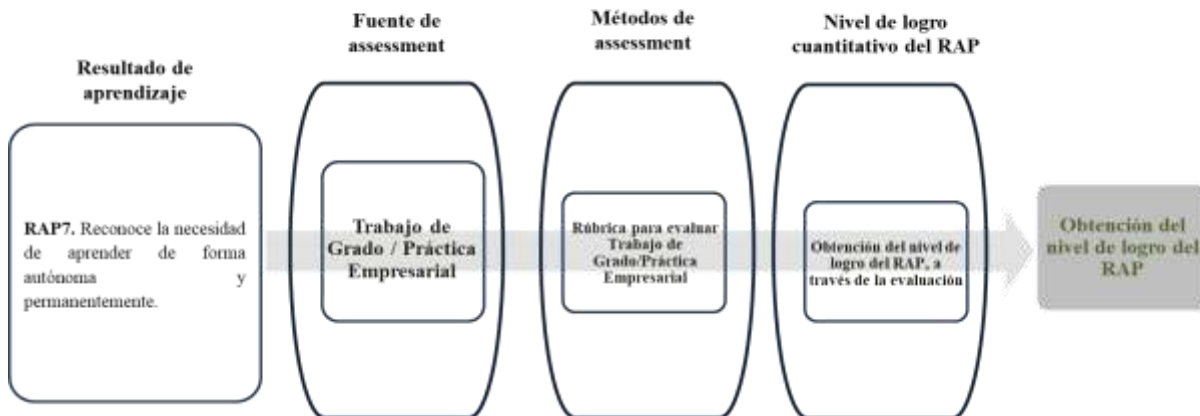 Resultado de
aprendizaje
RAP7. Reconoce la necesidad
de aprender de forma
autónoma y
permanentemente.
Fuente de
assessment
Trabajo de
Grado / Práctica
Empresarial
Métodos de
assessment
Rúbrica para evaluar
Trabajo de
Grado/Práctica
Empresarial
Nivel de logro
cuantitativo del RAP
Obtención del nivel de
logro del RAP, a
través de la evaluación
Obtención del
nivel de logro del
RAP